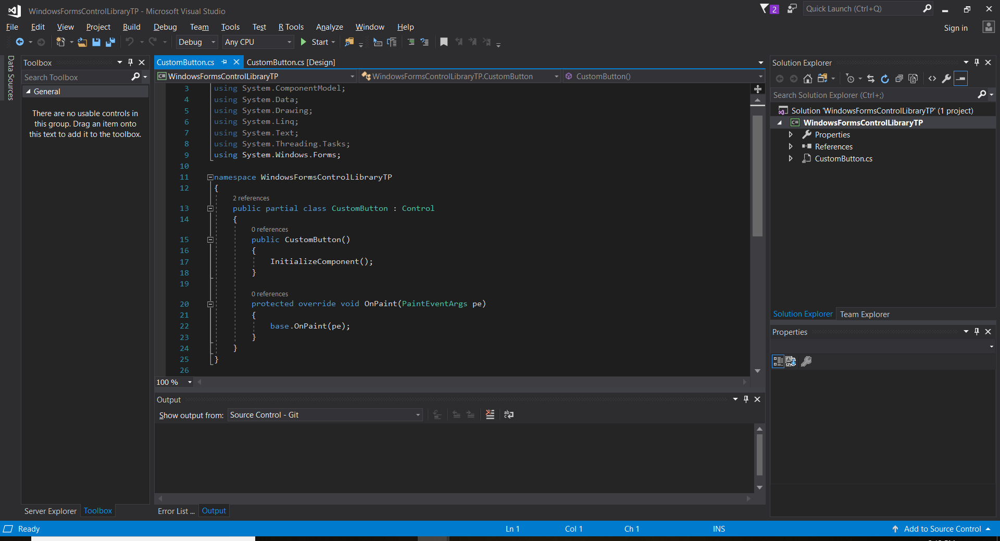 WindowsFormsControlLibraryTP - Microsoft Visual Studio
2
Quick Launch (Ctrl+Q)
File Edit View Project Build Debug Team Tools Test R Tools Analyze Window Help
Sign in
Debug Any CPU Start
Data Sources
Toolbox
Search Toolbox
General
There are no usable controls in
this group. Drag an item onto
this text to add it to the toolbox.
Server Explorer Toolbox
CustomButton.cs CustomButton.cs [Design]
C# WindowsFormsControlLibraryTP WindowsFormsControlLibraryTP.CustomButton CustomButton()
3 using System.ComponentModel;
4 using System.Data;
5 using System.Drawing;
6 using System.Linq;
7 using System.Text;
8 using System.Threading.Tasks;
9 using System.Windows.Forms;
10
11 namespace WindowsFormsControlLibraryTP
12 {
2 references
13 public partial class CustomButton : Control
14 {
0 references
15 public CustomButton()
16 {
17 InitializeComponent();
18 }
19
0 references
20 protected override void OnPaint(PaintEventArgs pe)
21 {
22 base.OnPaint(pe);
23 }
24 }
25 }
26
100 %
Output
Show output from: Source Control - Git
Error List ... Output
Solution Explorer
Search Solution Explorer (Ctrl+;)
Solution 'WindowsFormsControlLibraryTP' (1 project)
C# WindowsFormsControlLibraryTP
Properties
References
CustomButton.cs
Solution Explorer Team Explorer
Properties
Ready Ln 1 Col 1 Ch 1 INS Add to Source Control